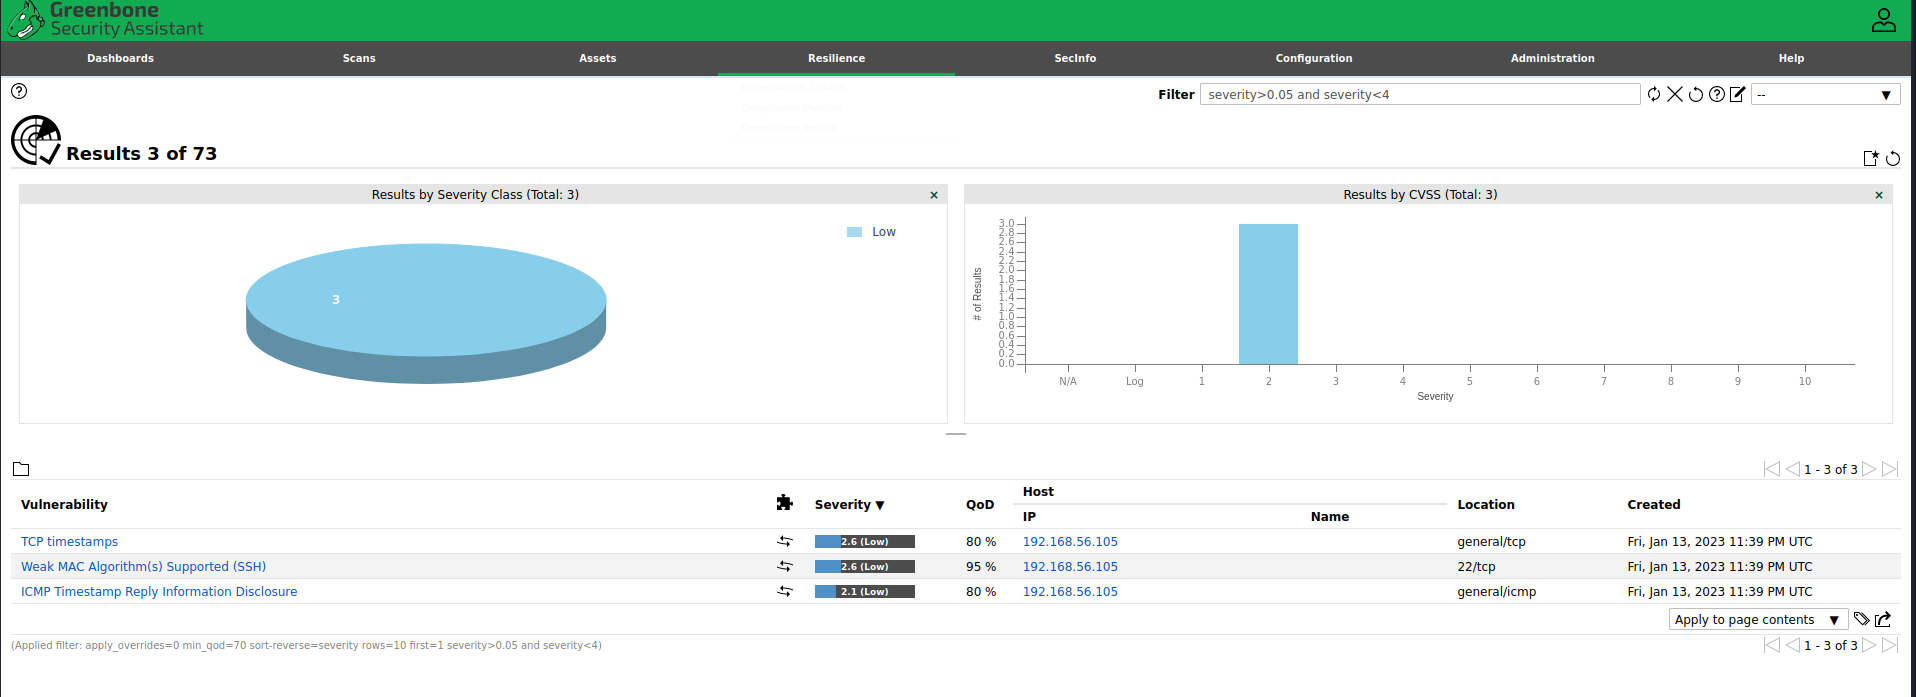 Greenbone
Security Assistant
Dashboards Scans Assets Resilience SecInfo Configuration Administration Help
Filter severity>0.05 and severity<4 --
Results 3 of 73
Results by Severity Class (Total: 3) ×
Low
3
Results by CVSS (Total: 3) ×
3.0
2.8
2.6
2.4
2.2
2.0
1.8
1.6
1.4
1.2
1.0
0.8
0.6
0.4
0.2
0.0
# of Results
N/A Log 1 2 3 4 5 6 7 8 9 10
Severity
1 - 3 of 3
Vulnerability Severity ▼ QoD Host Location Created
IP Name
TCP timestamps 2.6 (Low) 80 % 192.168.56.105 general/tcp Fri, Jan 13, 2023 11:39 PM UTC
Weak MAC Algorithm(s) Supported (SSH) 2.6 (Low) 95 % 192.168.56.105 22/tcp Fri, Jan 13, 2023 11:39 PM UTC
ICMP Timestamp Reply Information Disclosure 2.1 (Low) 80 % 192.168.56.105 general/icmp Fri, Jan 13, 2023 11:39 PM UTC
Apply to page contents ▼
(Applied filter: apply_overrides=0 min_qod=70 sort-reverse=severity rows=10 first=1 severity>0.05 and severity<4)
1 - 3 of 3